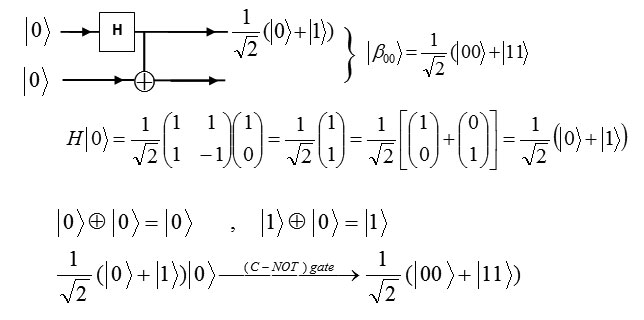 |0⟩ H 1/√2 (|0⟩+|1⟩)
|0⟩ } |β₀₀⟩ = 1/√2 (|00⟩+|11⟩
H|0⟩ = 1/√2 (1 1; 1 −1)(1; 0) = 1/√2 (1; 1) = 1/√2 [(1; 0) + (0; 1)] = 1/√2 (|0⟩+|1⟩)
|0⟩⊕|0⟩ = |0⟩ , |1⟩⊕|0⟩ = |1⟩
1/√2 (|0⟩+|1⟩)|0⟩ —(C−NOT) gate→ 1/√2 (|00⟩+|11⟩)